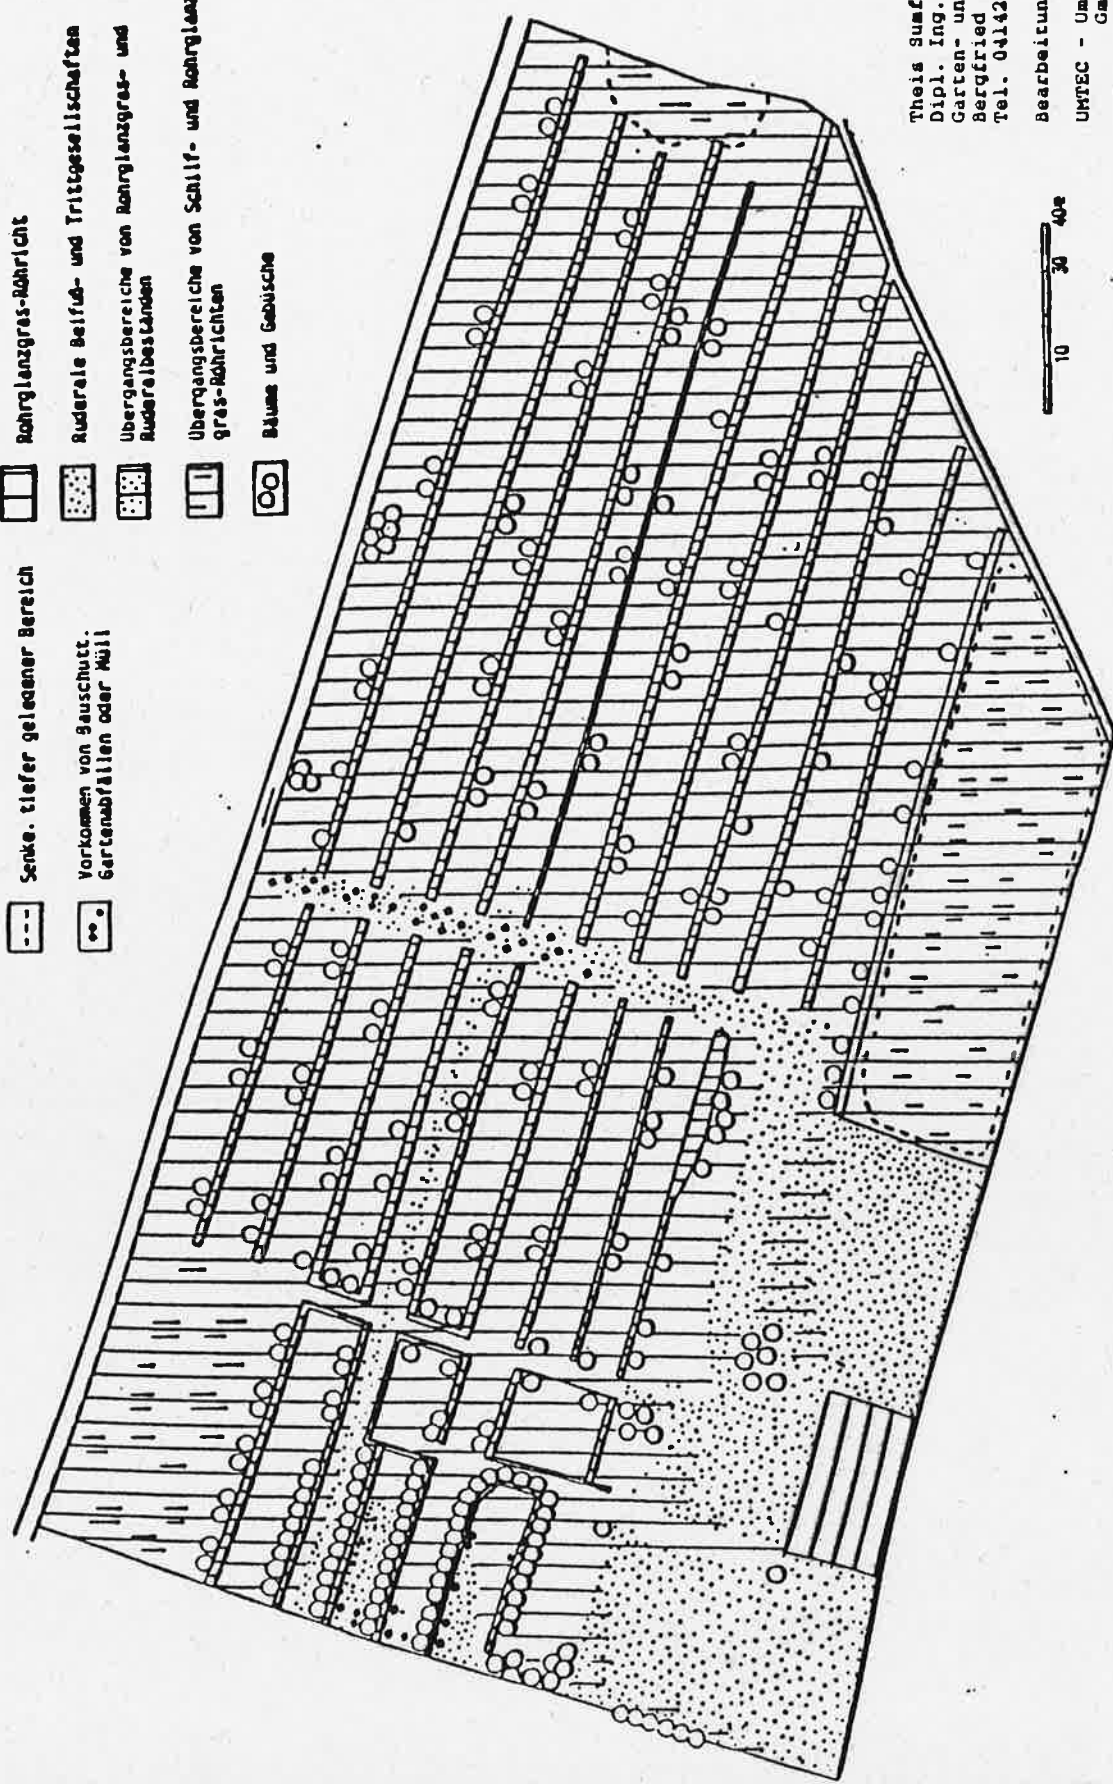 Senke. tiefer gelegener Bereich
Vorkommen von Bauschutt.
Gartenabfällen oder Müll
Rohrglanzgras-Röhricht
Ruderale Beifuß- und Trittgesellschaften
Übergangsbereiche von Rohrglanzgras- und
Ruderalbeständen
Übergangsbereiche von Schilf- und Rohrglanz
gras-Röhrichten
Bäume und Gebüsche
10 30 40m
Theis
Dipl. Ing.
Garten- un
Bergfried
Tel. 04142
Bearbeitun
UMTEC - Um
Gm